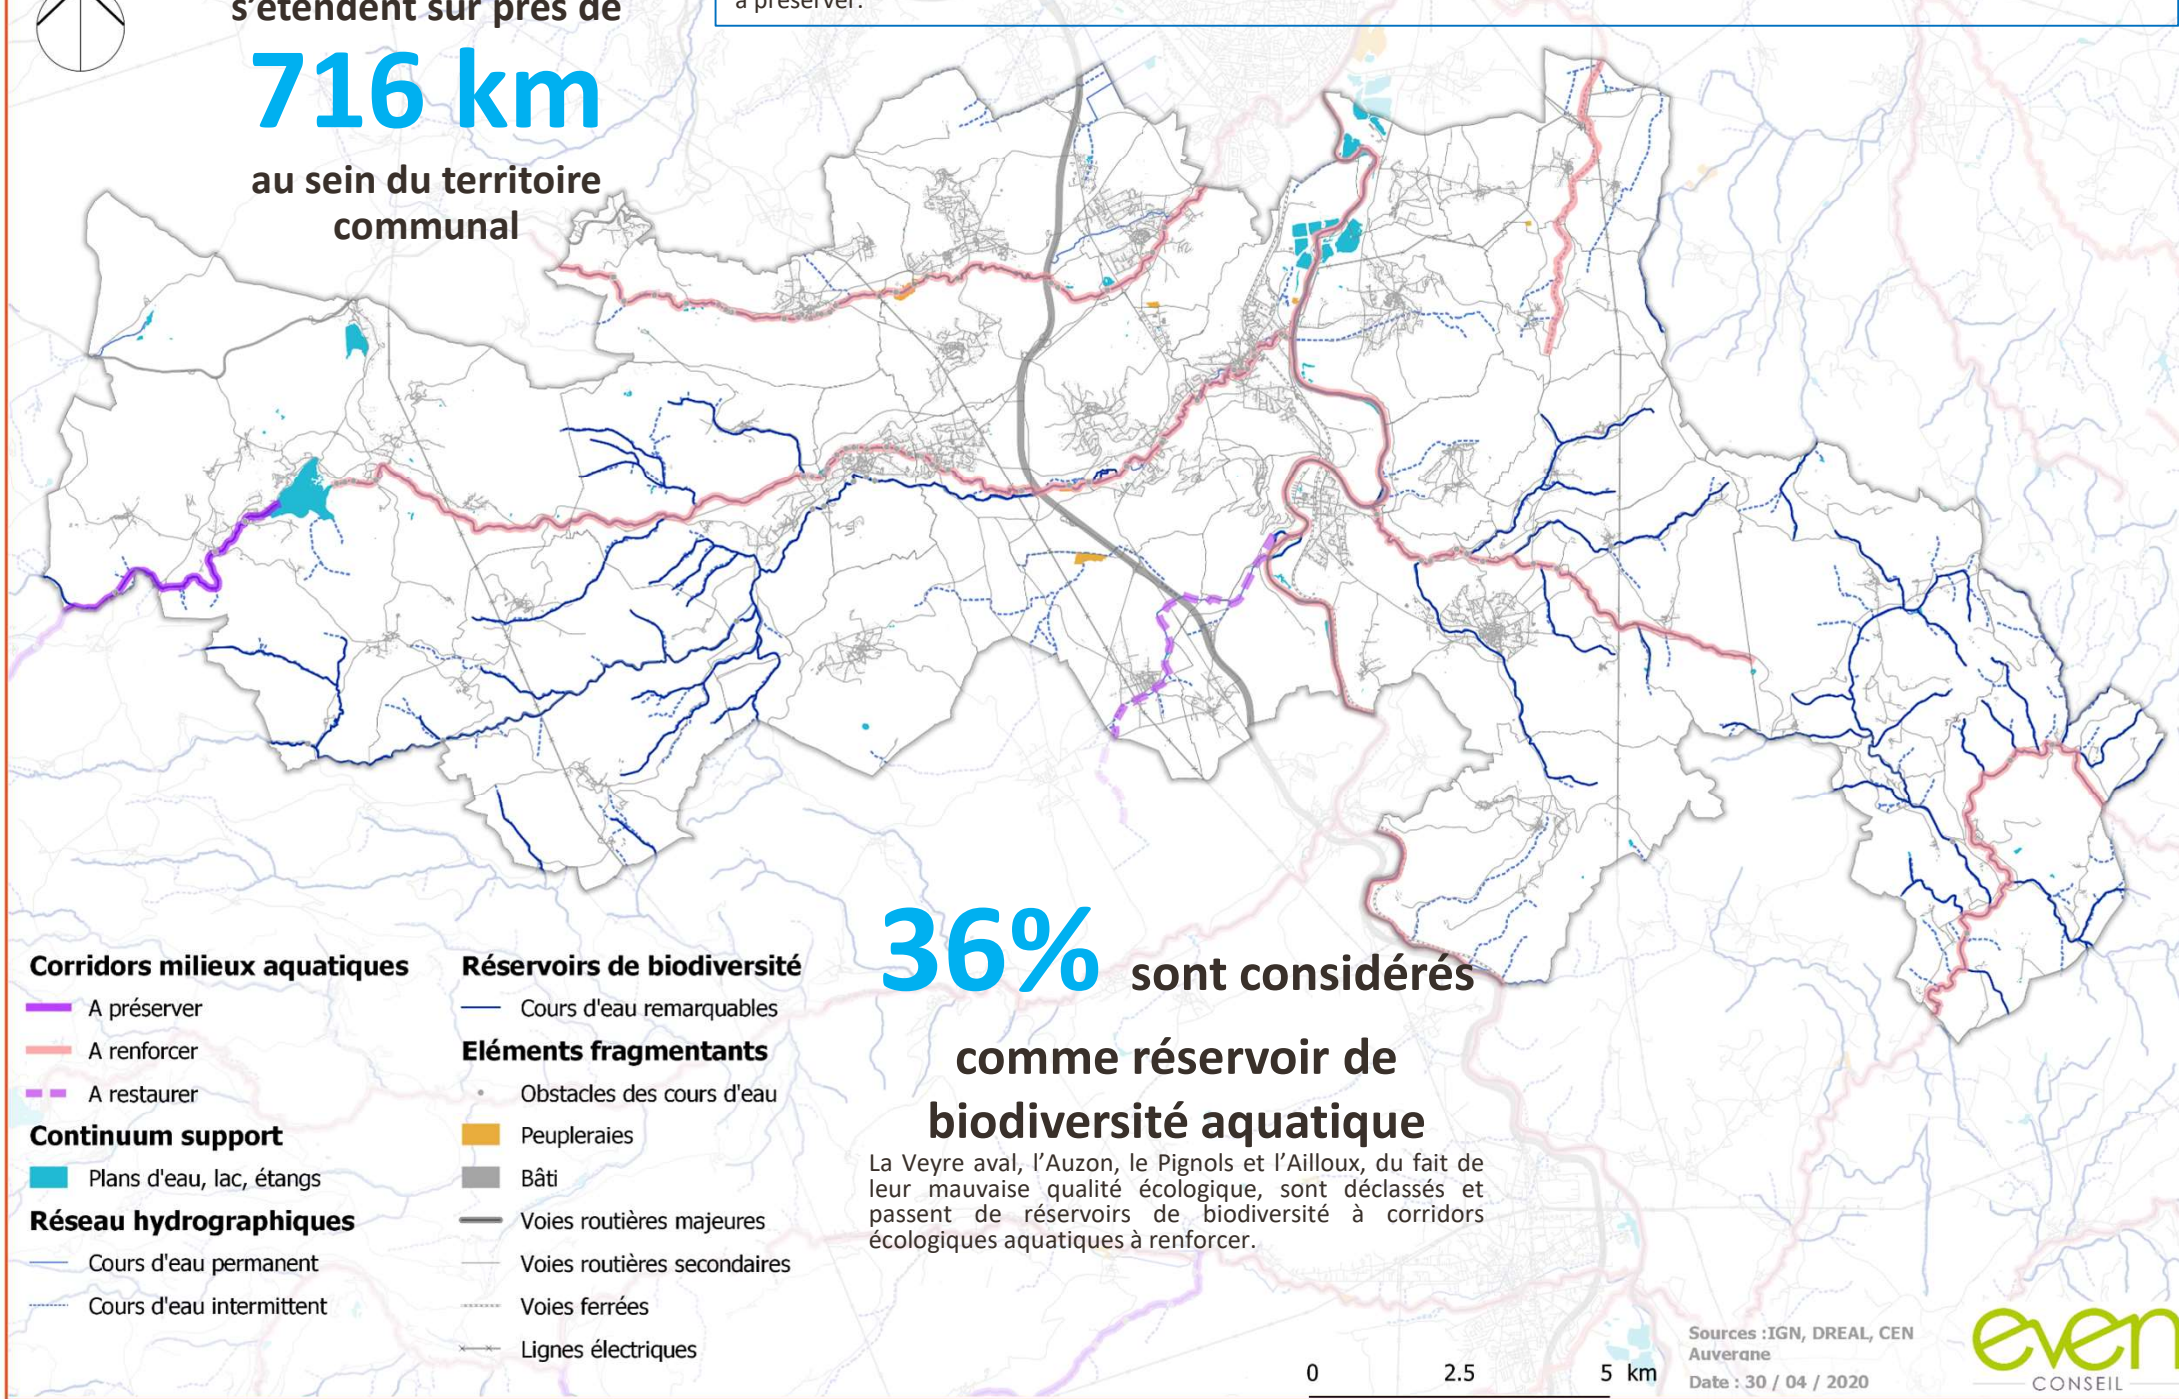 s'étendent sur près de
716 km
au sein du territoire
communal
à préserver.
36% sont considérés
comme réservoir de
biodiversité aquatique
La Veyre aval, l'Auzon, le Pignols et l'Ailloux, du fait de
leur mauvaise qualité écologique, sont déclassés et
passent de réservoirs de biodiversité à corridors
écologiques aquatiques à renforcer.
Corridors milieux aquatiques
A préserver
A renforcer
A restaurer
Continuum support
Plans d'eau, lac, étangs
Réseau hydrographiques
Cours d'eau permanent
Cours d'eau intermittent
Réservoirs de biodiversité
Cours d'eau remarquables
Eléments fragmentants
Obstacles des cours d'eau
Peupleraies
Bâti
Voies routières majeures
Voies routières secondaires
Voies ferrées
Lignes électriques
0 2.5 5 km
Sources :IGN, DREAL, CEN
Auvergne
Date : 30 / 04 / 2020
even
CONSEIL